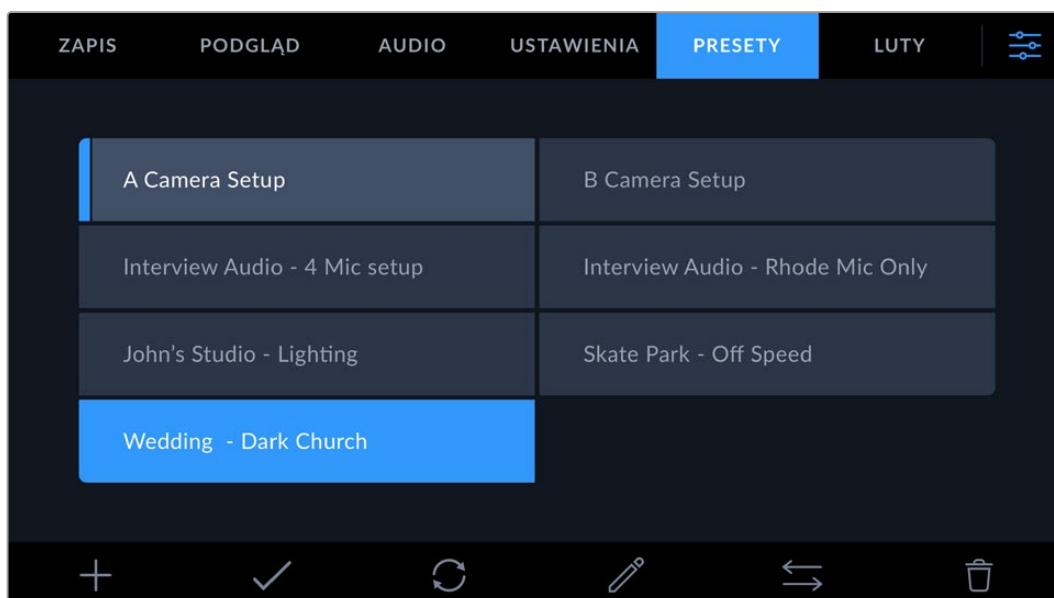 ZAPIS PODGLĄD AUDIO USTAWIENIA PRESETY LUTY
A Camera Setup B Camera Setup
Interview Audio - 4 Mic setup Interview Audio - Rhode Mic Only
John's Studio - Lighting Skate Park - Off Speed
Wedding - Dark Church